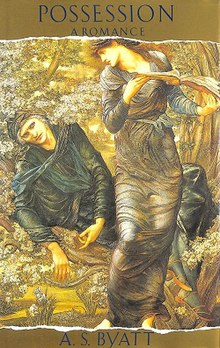 POSSESSION
A ROMANCE
A. S. BYATT